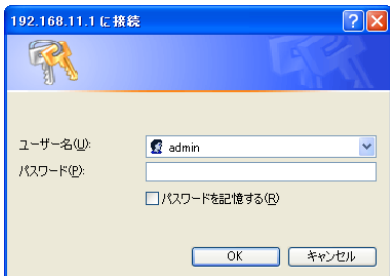 192.168.11.1 に接続
ユーザー名(U):
admin
パスワード(P):
パスワードを記憶する(R)
OK
キャンセル